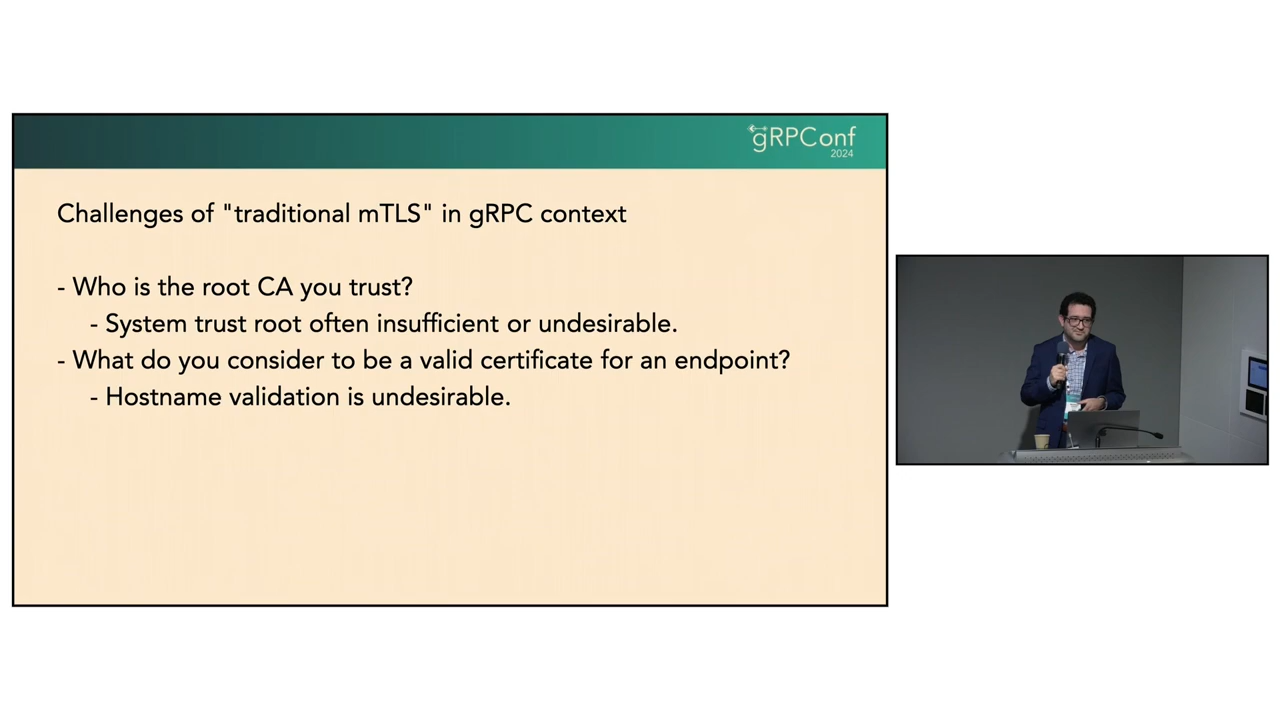 gRPConf
2024
Challenges of "traditional mTLS" in gRPC context
- Who is the root CA you trust?
- System trust root often insufficient or undesirable.
- What do you consider to be a valid certificate for an endpoint?
- Hostname validation is undesirable.